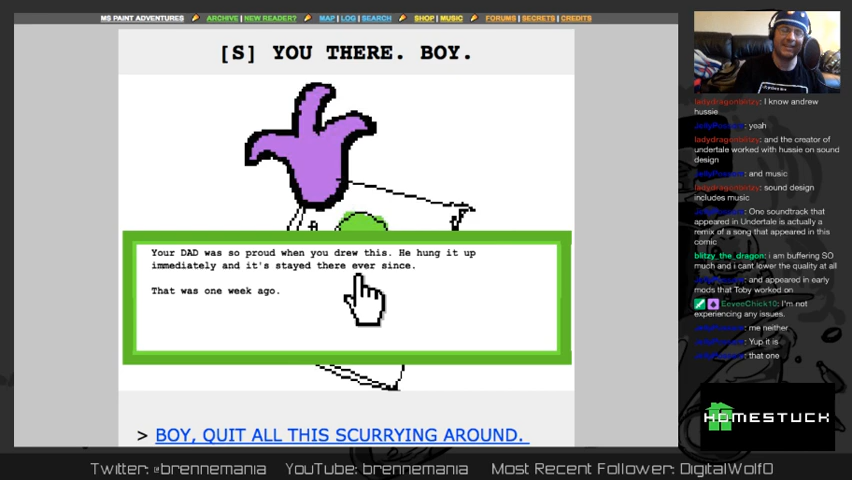 MS PAINT ADVENTURES ARCHIVE | NEW READER? MAP | LOG | SEARCH SHOP | MUSIC FORUMS | SECRETS | CREDITS
[S] YOU THERE. BOY.
Your DAD was so proud when you drew this. He hung it up
immediately and it's stayed there ever since.
That was one week ago.
> BOY, QUIT ALL THIS SCURRYING AROUND.
ladydragonblitzy: I know andrew
hussie
: yeah
ladydragonblitzy: and the creator of
undertale worked with hussie on sound
design
: and music
ladydragonblitzy: sound design
includes music
: One soundtrack that
appeared in Undertale is actually a
remix of a song that appeared in this
comic
blitzy_the_dragon: i am buffering SO
much and i cant lower the quality at all
: and appeared in early
mods that Toby worked on
EeveeChick10: I'm not
experiencing any issues.
: me neither
: Yup it is
: that one
HOMESTUCK
Twitter: @brennemania YouTube: brennemania Most Recent Follower: DigitalWolf0